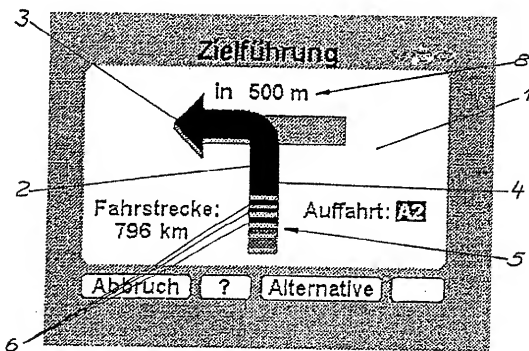 3
Zielführung
in 500 m
8
1
2
4
Fahrstrecke:
796 km
Auffahrt: A2
5
Abbruch ? Alternative
6